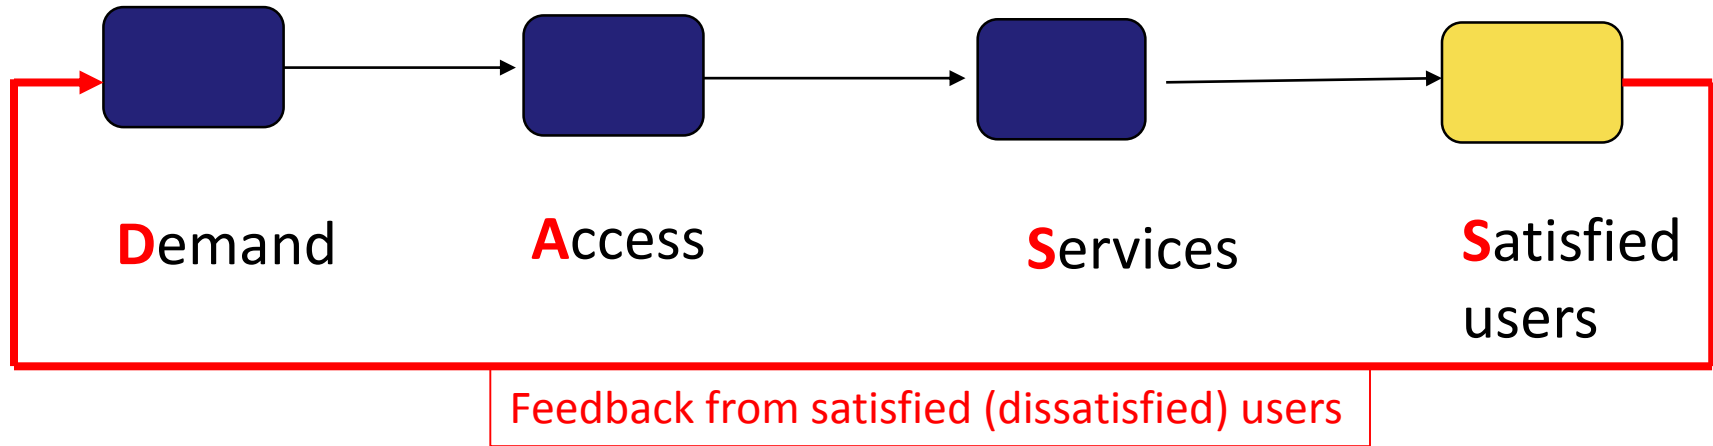 Demand
Access
Services
Satisfied
users
Feedback from satisfied (dissatisfied) users